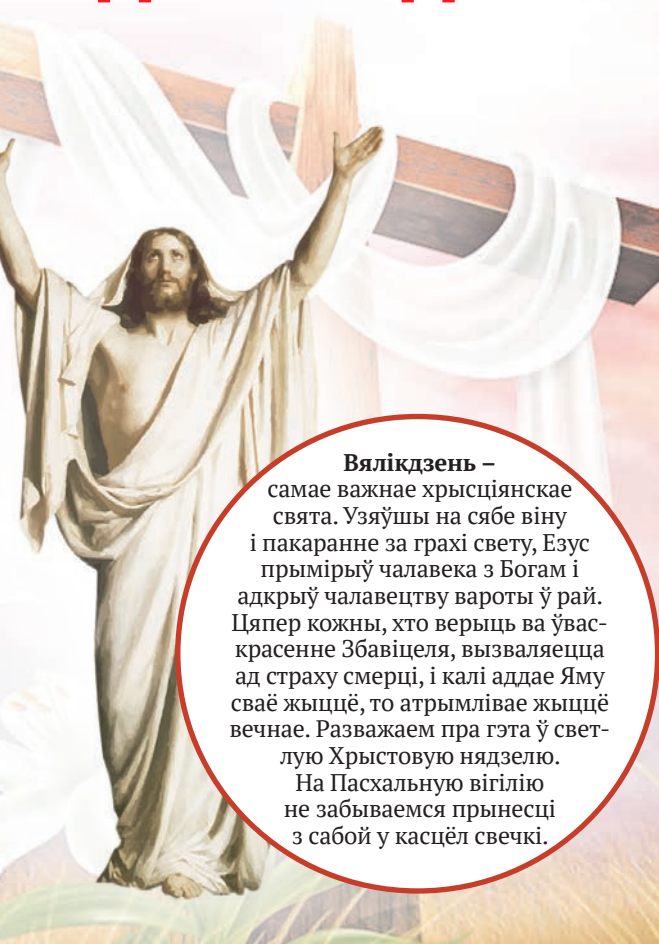 Вялікдзень –
самае важнае хрысціянскае
свята. Узяўшы на сябе віну
і пакаранне за грахі свету, Езус
прымірыў чалавека з Богам і
адкрыў чалавецтву вароты ў рай.
Цяпер кожны, хто верыць ва ўвас-
красенне Збавіцеля, вызваляецца
ад страху смерці, і калі аддае Яму
сваё жыццё, то атрымлівае жыццё
вечнае. Разважаем пра гэта ў свет-
лую Хрыстовую нядзелю.
На Пасхальную вігілію
не забываемся прынесці
з сабой у касцёл свечкі.